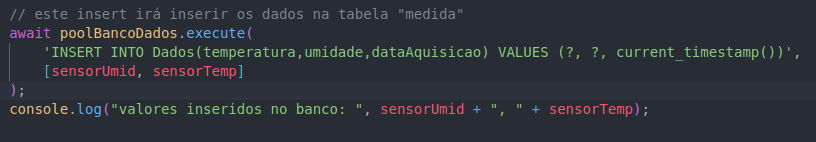 // este insert irá inserir os dados na tabela "medida"
await poolBancoDados.execute(
    'INSERT INTO Dados(temperatura,umidade,dataAquisicao) VALUES (?, ?, current_timestamp())',
    [sensorUmid, sensorTemp]
);
console.log("valores inseridos no banco: ", sensorUmid + ", " + sensorTemp);